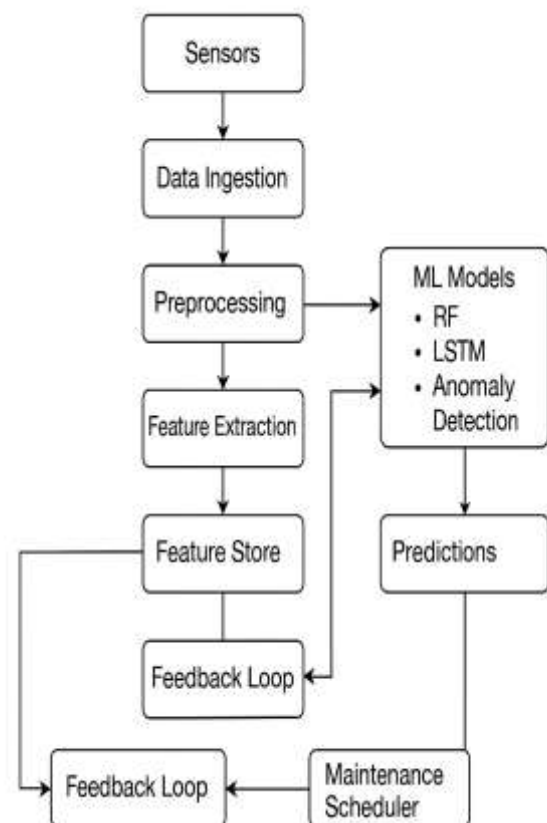 Sensors
Data Ingestion
Preprocessing
ML Models
• RF
• LSTM
• Anomaly
Detection
Feature Extraction
Feature Store
Predictions
Feedback Loop
Feedback Loop
Maintenance
Scheduler